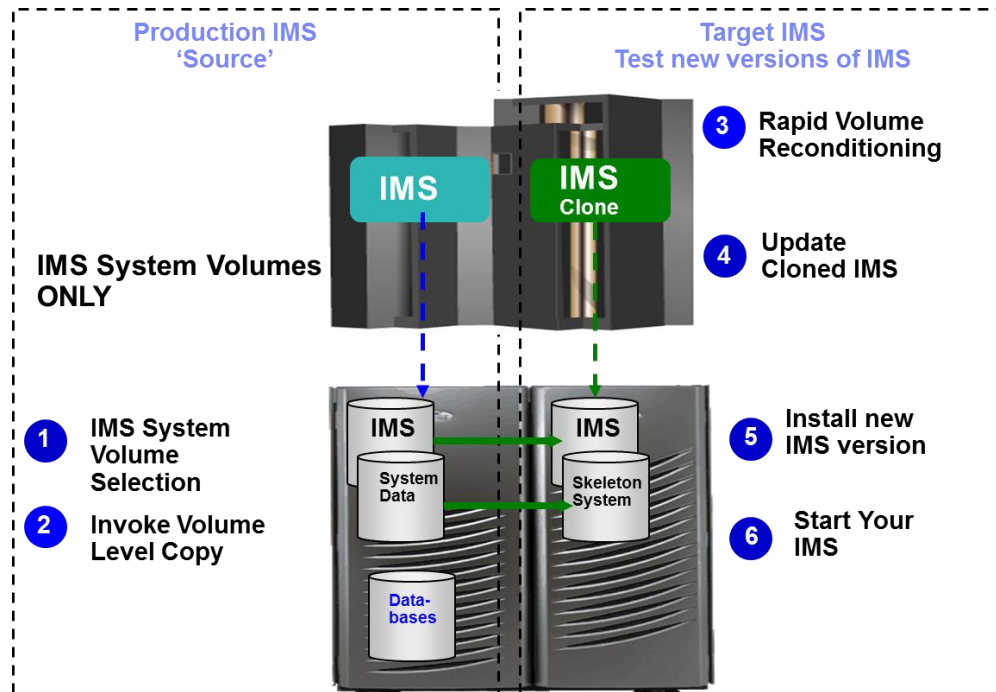 Production IMS
‘Source’
Target IMS
Test new versions of IMS
IMS
IMS
Clone
3
Rapid Volume
Reconditioning
4
Update
Cloned IMS
IMS System Volumes
ONLY
1
IMS System
Volume
Selection
2
Invoke Volume
Level Copy
IMS
System
Data
Data-
bases
IMS
Skeleton
System
5
Install new
IMS version
6
Start Your
IMS